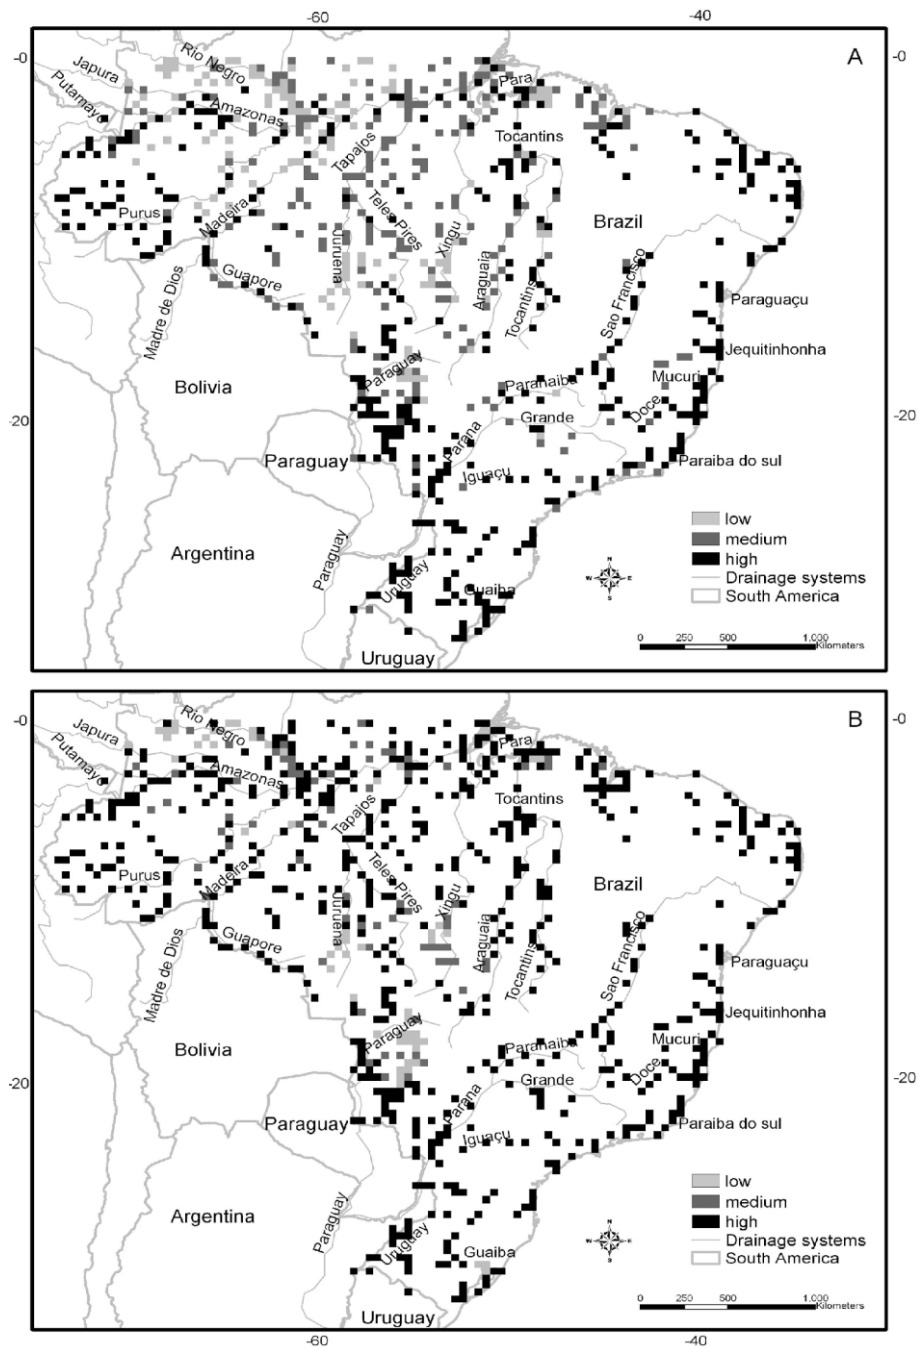 -60
-40
A
-0
-0
Japura
Rio Negro
Putamayo
Amazonas
Para
Tapajos
Tocantins
Purus
Madeira
Teles Pires
Xingu
Brazil
Juruena
Guapore
Araguaia
Tocantins
Sao Francisco
Madre de Dios
Paraguaçu
Jequitinhonha
Bolivia
Paraguay
Paranaiba
Mucuri
Grande
Doce
-20
-20
Parana
Paraguay
Iguaçu
Paraiba do sul
Argentina
Paraguay
Uruguay
Guaiba
Uruguay
low
medium
high
Drainage systems
South America
N
W
E
S
0 250 500 1,000
Kilometers
B
-0
-0
Japura
Rio Negro
Putamayo
Amazonas
Para
Tapajos
Tocantins
Purus
Madeira
Teles Pires
Xingu
Brazil
Juruena
Guapore
Araguaia
Tocantins
Sao Francisco
Madre de Dios
Paraguaçu
Jequitinhonha
Bolivia
Paraguay
Paranaiba
Mucuri
Grande
Doce
-20
-20
Parana
Paraguay
Iguaçu
Paraiba do sul
Argentina
Paraguay
Uruguay
Guaiba
Uruguay
low
medium
high
Drainage systems
South America
N
W
E
S
0 250 500 1,000
Kilometers
-60
-40